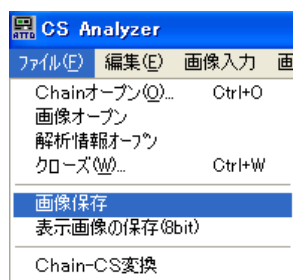 ATTO CS Analyzer
ファイル(F) 編集(E) 画像入力 画
Chainオープン(O)... Ctrl+O
画像オープン
解析情報オープン
クローズ(W)... Ctrl+W
画像保存
表示画像の保存(8bit)
Chain-CS変換